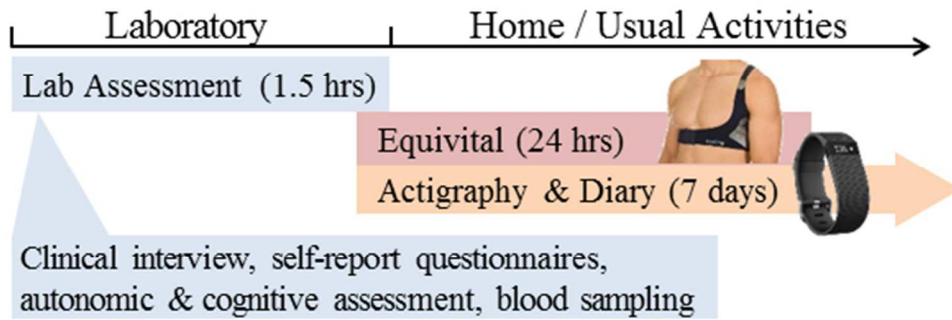 Laboratory
Home / Usual Activities
Lab Assessment (1.5 hrs)
Equivital (24 hrs)
Actigraphy & Diary (7 days)
Clinical interview, self-report questionnaires,
autonomic & cognitive assessment, blood sampling